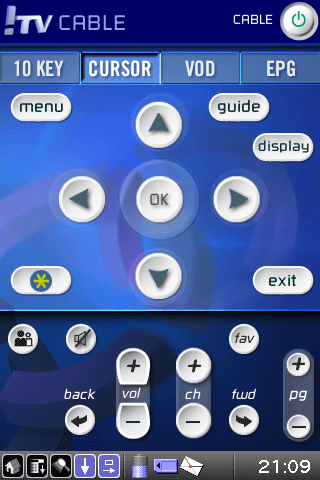 !TV CABLE
CABLE
10 KEY
CURSOR
VOD
EPG
menu
guide
display
OK
exit
fav
back
vol
ch
fwd
pg
21:09